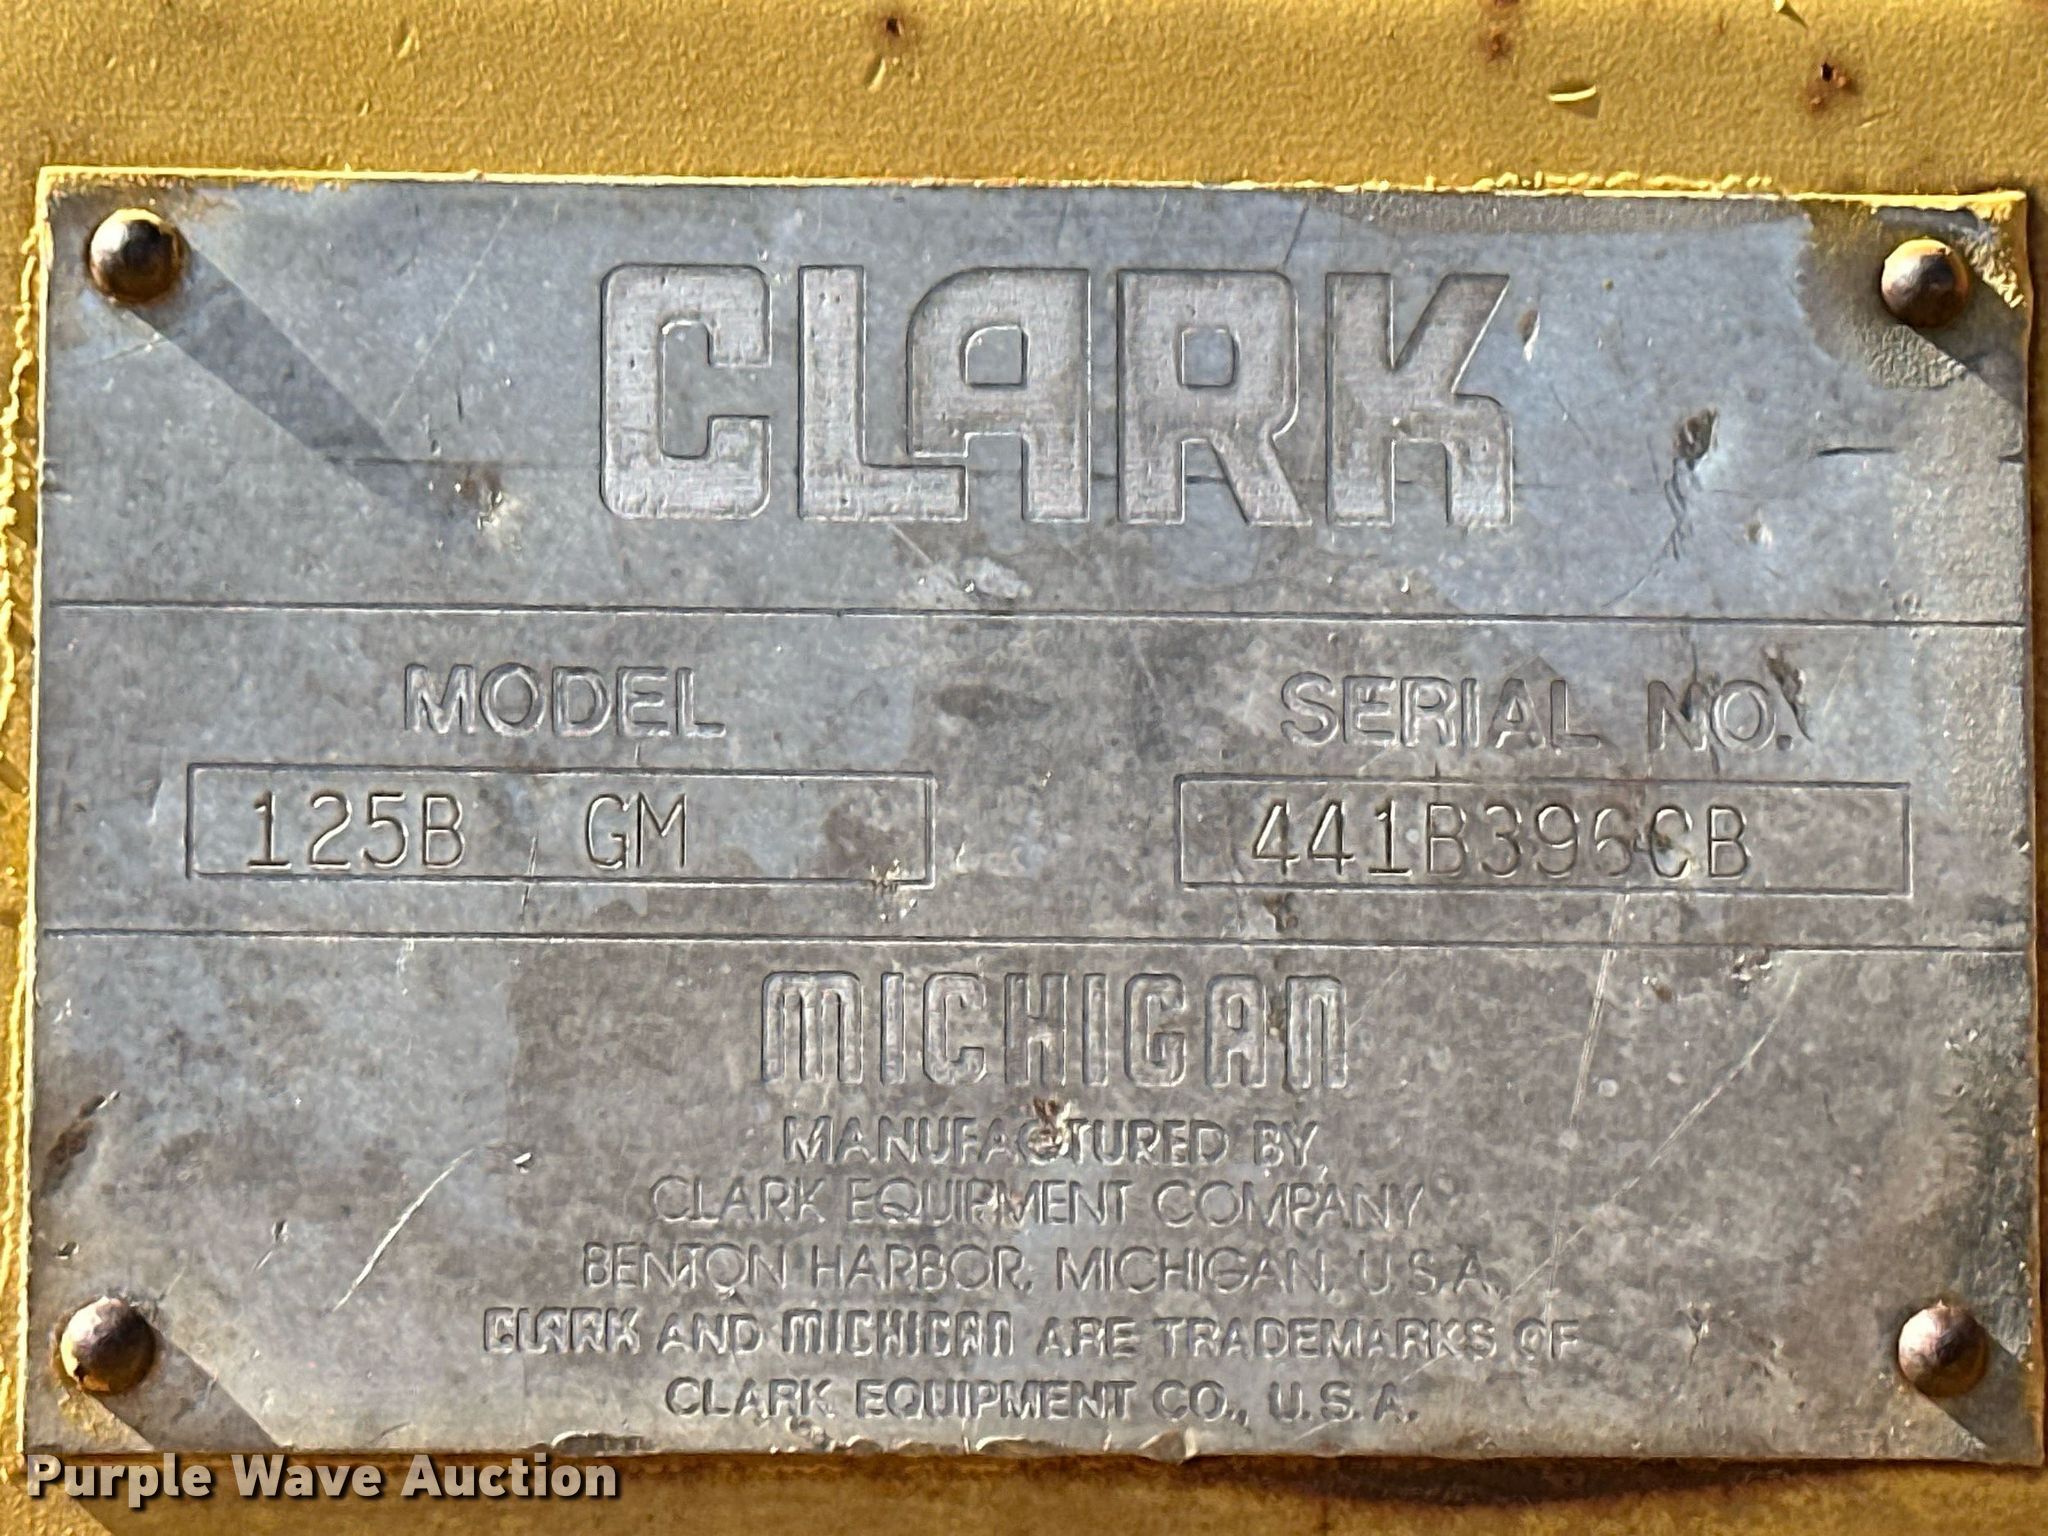 CLARK
MODEL SERIAL NO.
125B GM 441B396CB
MICHIGAN
MANUFACTURED BY
CLARK EQUIPMENT COMPANY
BENTON HARBOR, MICHIGAN, U.S.A.
CLARK AND MICHIGAN ARE TRADEMARKS OF
CLARK EQUIPMENT CO., U.S.A.
Purple Wave Auction